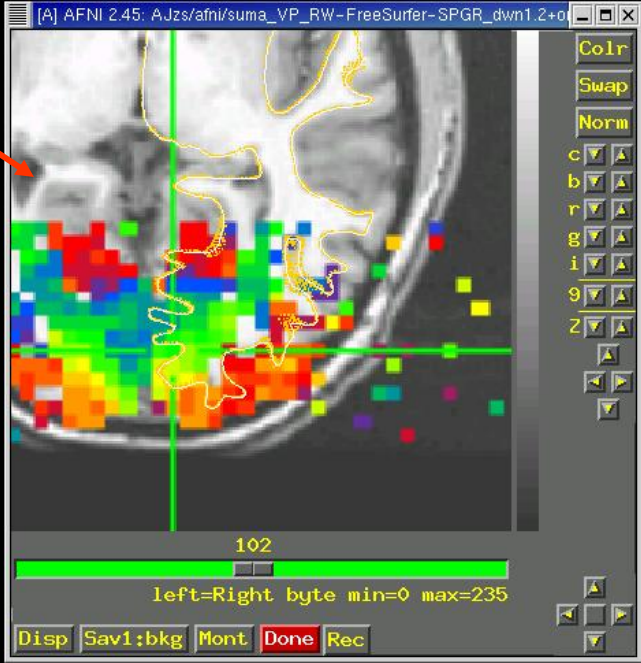 [A] AFNI 2.45: AJzs/afni/suma_VP_RW-FreeSurfer-SPGR_dwn1.2+o
Colr
Swap
Norm
c
b
r
g
i
9
Z
102
left=Right byte min=0 max=235
Disp Sav1:bkg Mont Done Rec